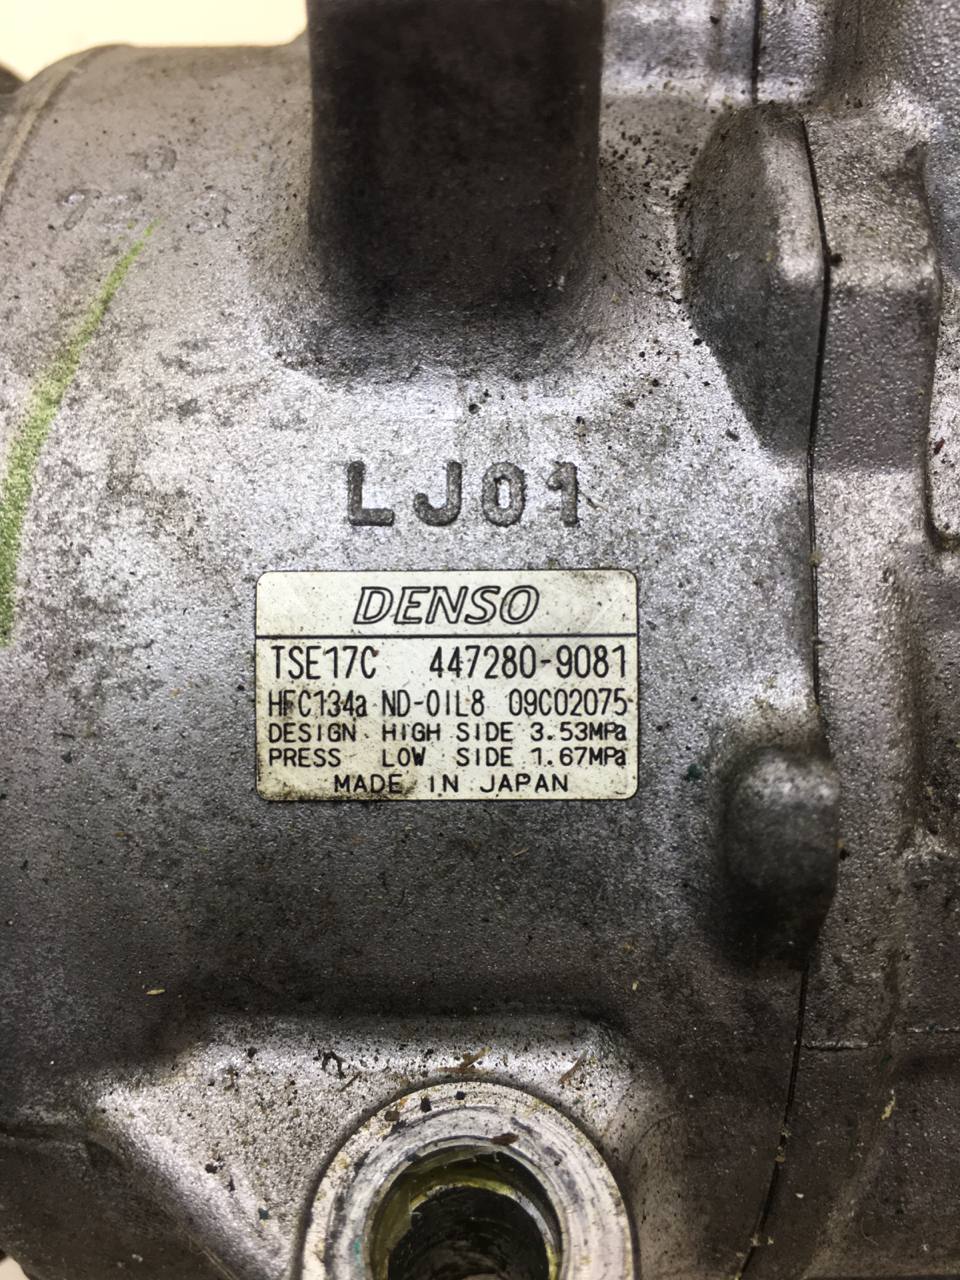 LJ01
DENSO
TSE17C 447280-9081
HFC134a ND-OIL8 09C02075
DESIGN HIGH SIDE 3.53MPa
PRESS LOW SIDE 1.67MPa
MADE IN JAPAN